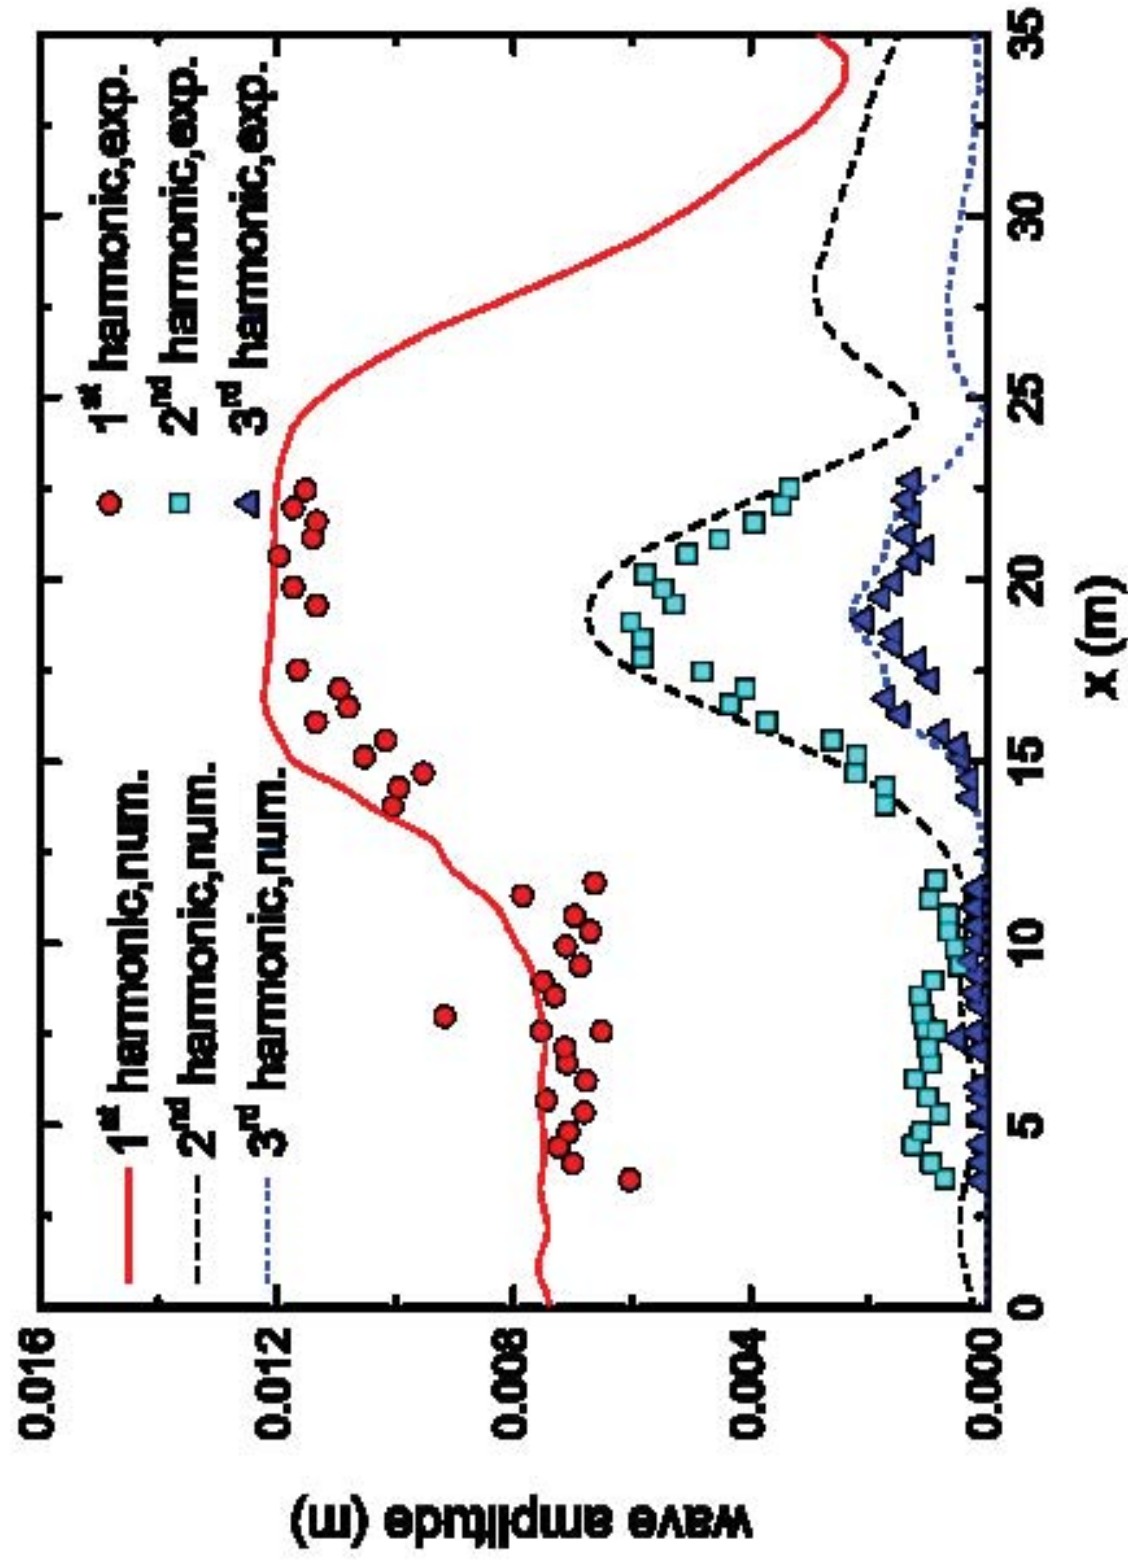 1st harmonic,num.
2nd harmonic,num.
3rd harmonic,num.
1st harmonic,exp.
2nd harmonic,exp.
3rd harmonic,exp.
wave amplitude (m)
0.016
0.012
0.008
0.004
0.000
0 5 10 15 20 25 30 35
x (m)